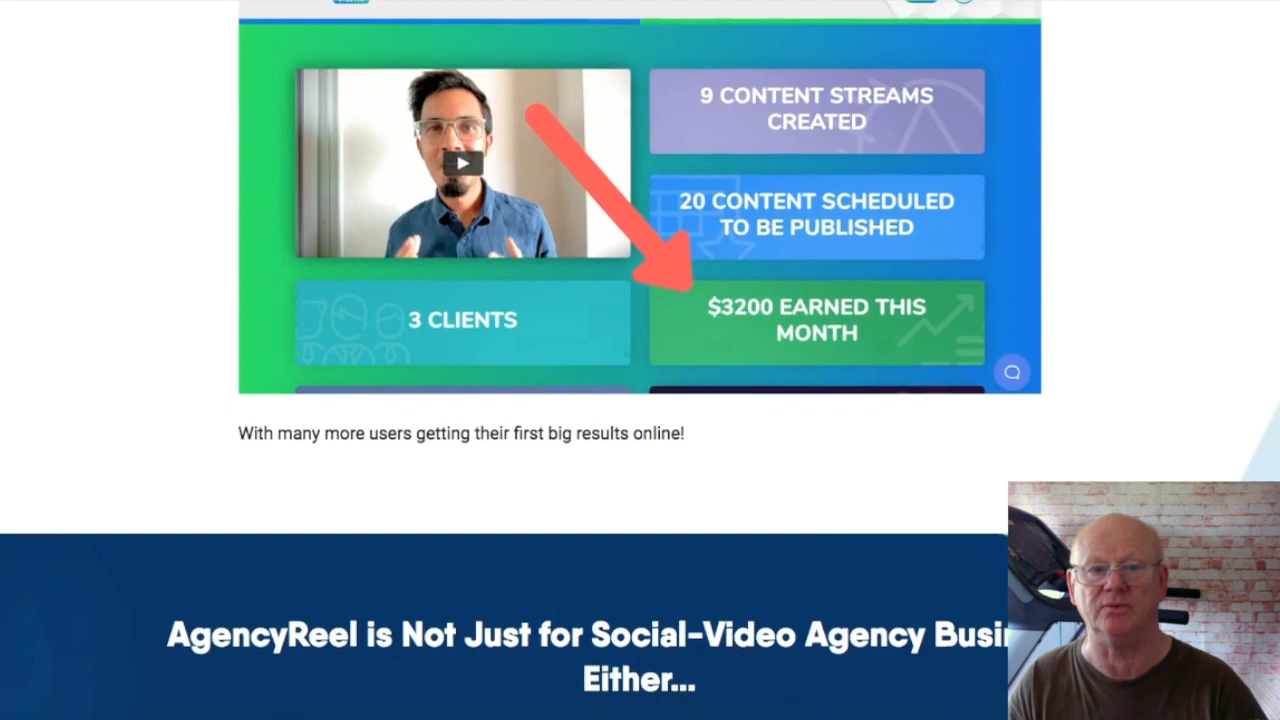 9 CONTENT STREAMS
CREATED
20 CONTENT SCHEDULED
TO BE PUBLISHED
3 CLIENTS
$3200 EARNED THIS
MONTH
With many more users getting their first big results online!
AgencyReel is Not Just for Social-Video Agency
Either...